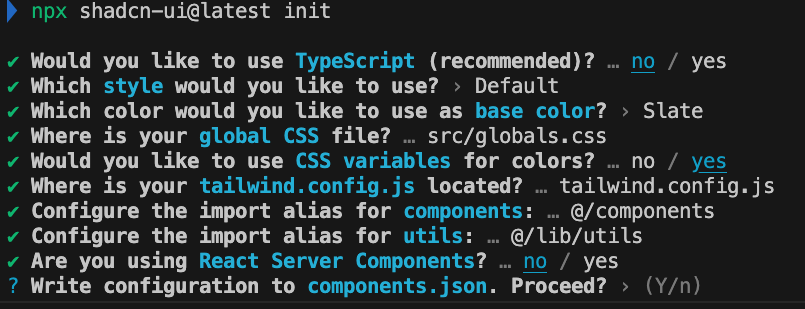 npx shadcn-ui@latest init
✔ Would you like to use TypeScript (recommended)? … no / yes
✔ Which style would you like to use? › Default
✔ Which color would you like to use as base color? › Slate
✔ Where is your global CSS file? … src/globals.css
✔ Would you like to use CSS variables for colors? … no / yes
✔ Where is your tailwind.config.js located? … tailwind.config.js
✔ Configure the import alias for components: … @/components
✔ Configure the import alias for utils: … @/lib/utils
✔ Are you using React Server Components? … no / yes
? Write configuration to components.json. Proceed? › (Y/n)